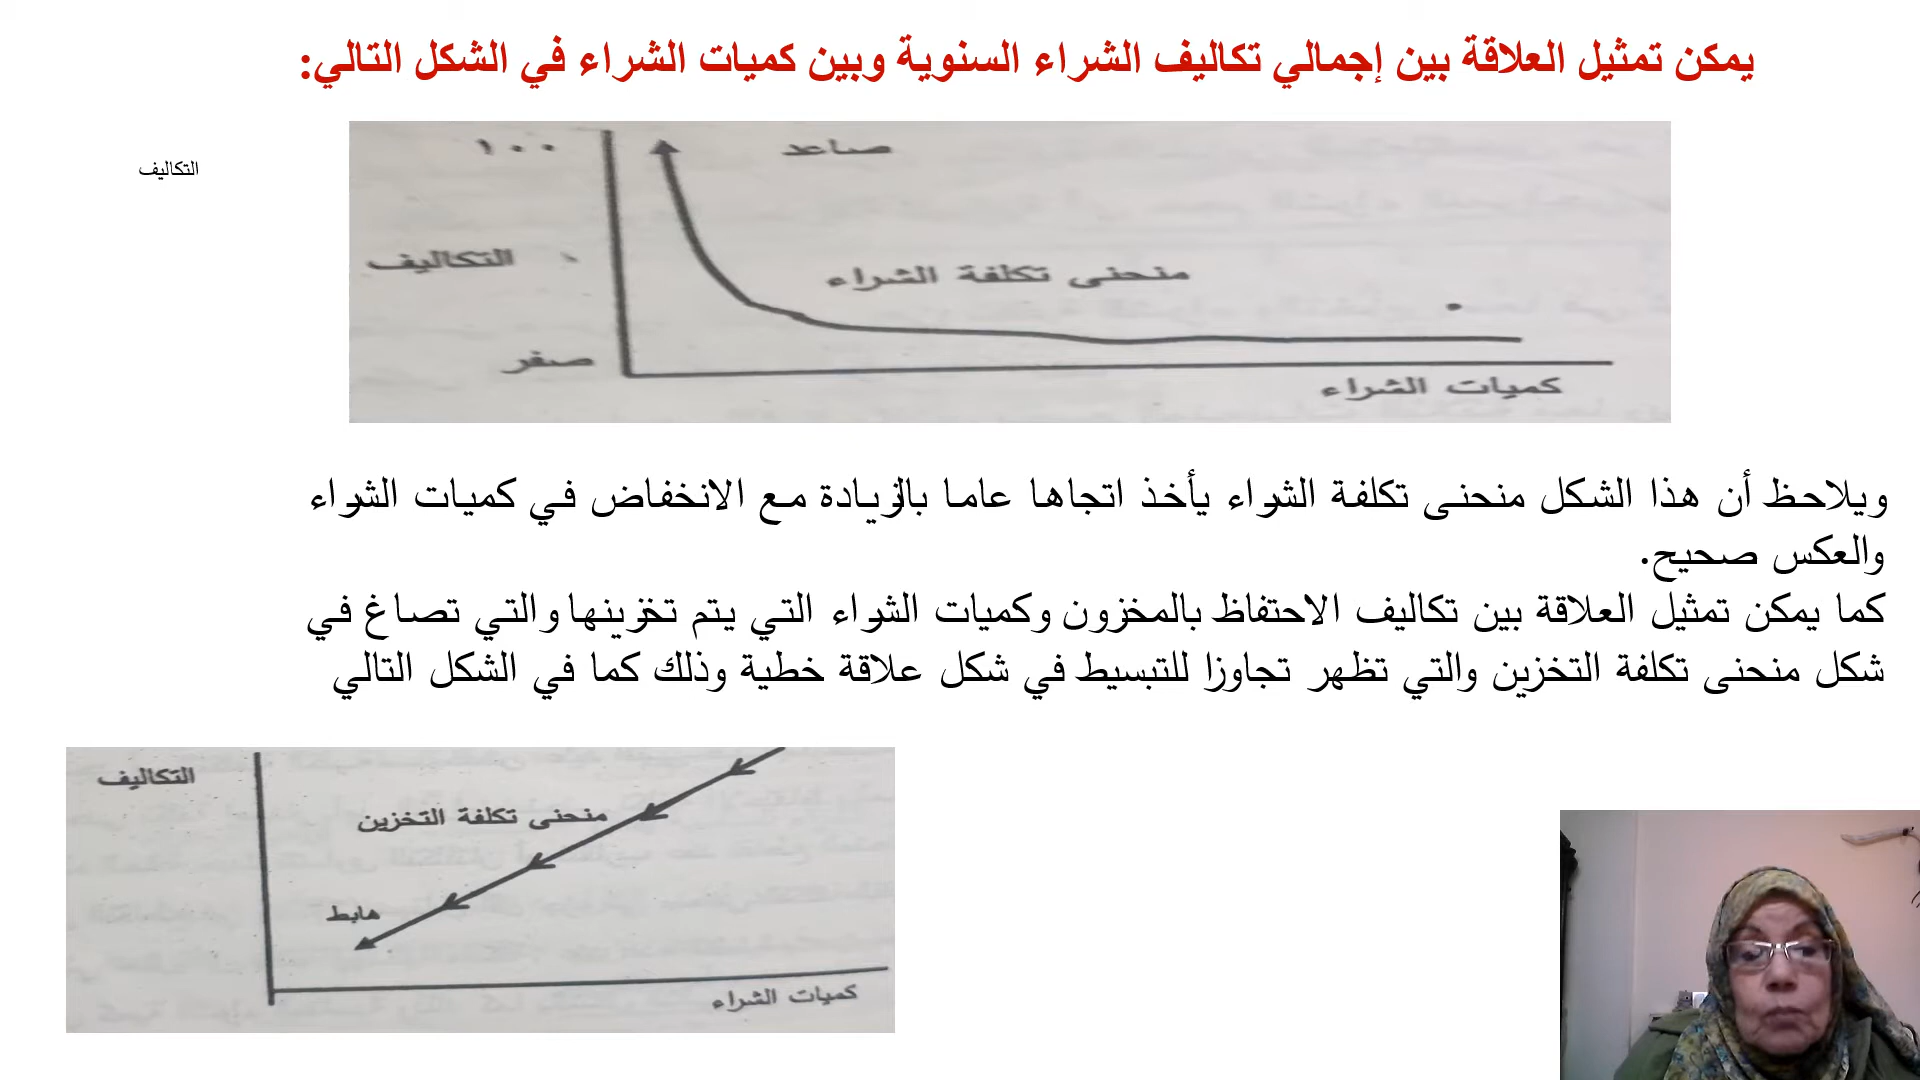 يمكن تمثيل العلاقة بين إجمالي تكاليف الشراء السنوية وبين كميات الشراء في الشكل التالي:
التكاليف
١٠٠
صاعد
التكاليف
منحنى تكلفة الشراء
صفر
كميات الشراء
ويلاحظ أن هذا الشكل منحنى تكلفة الشراء يأخذ اتجاها عاما بالزيادة مع الانخفاض في كميات الشراء
والعكس صحيح.
كما يمكن تمثيل العلاقة بين تكاليف الاحتفاظ بالمخزون وكميات الشراء التي يتم تخزينها والتي تصاغ في
شكل منحنى تكلفة التخزين والتي تظهر تجاوزا للتبسيط في شكل علاقة خطية وذلك كما في الشكل التالي
التكاليف
منحنى تكلفة التخزين
هابط
كميات الشراء